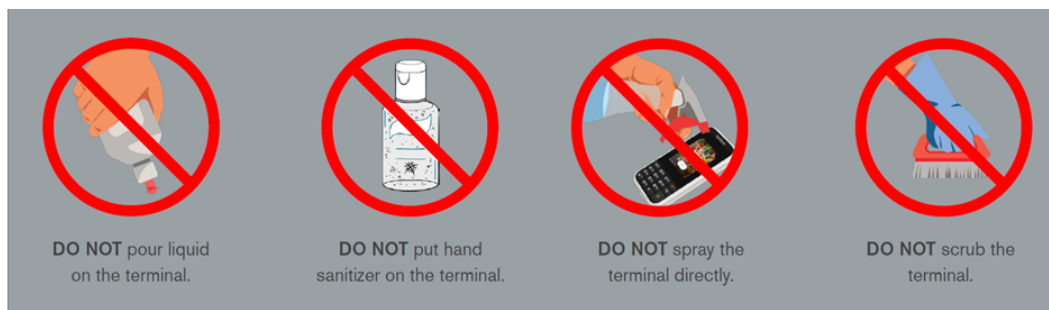 DO NOT pour liquid
on the terminal.
DO NOT put hand
sanitizer on the terminal.
DO NOT spray the
terminal directly.
DO NOT scrub the
terminal.